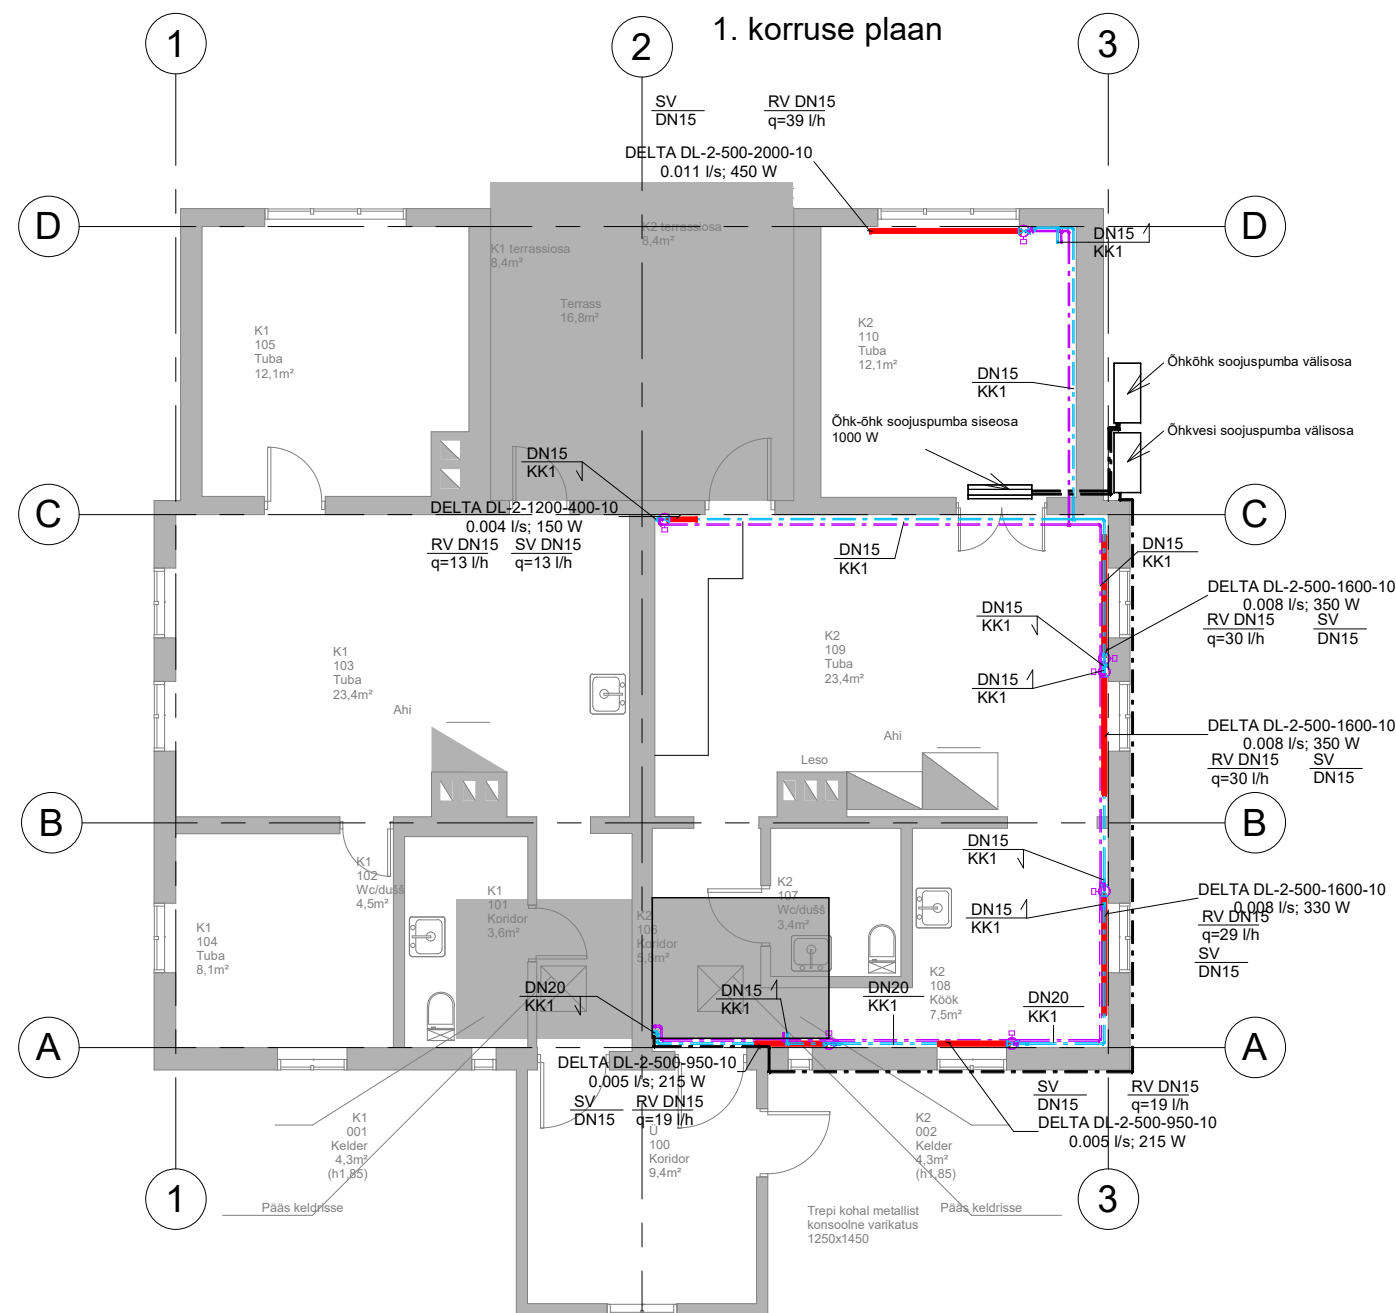 1. korruse plaan
1
2
3
SV
DN15
RV DN15
q=39 l/h
DELTA DL-2-500-2000-10
0.011 l/s; 450 W
D
D
K1 terrassiosa
8,4m²
K2 terrassiosa
8,4m²
DN15
KK1
Terrass
16,8m²
K1
105
Tuba
12,1m²
K2
110
Tuba
12,1m²
DN15
KK1
Õhkõhk soojuspumba välisosa
Õhk-õhk soojuspumba siseosa
1000 W
Õhkvesi soojuspumba välisosa
DN15
KK1
C
C
DELTA DL-2-1200-400-10
0.004 l/s; 150 W
RV DN15
q=13 l/h
SV DN15
q=13 l/h
DN15
KK1
DN15
KK1
DELTA DL-2-500-1600-10
0.008 l/s; 350 W
RV DN15
q=30 l/h
SV
DN15
DN15
KK1
K1
103
Tuba
23,4m²
K2
109
Tuba
23,4m²
DN15
KK1
Ahi
Ahi
Leso
DELTA DL-2-500-1600-10
0.008 l/s; 350 W
RV DN15
q=30 l/h
SV
DN15
B
B
DN15
KK1
K1
102
Wc/dušš
4,5m²
K1
101
Koridor
3,6m²
K2
107
Wc/dušš
3,4m²
DELTA DL-2-500-1600-10
0.008 l/s; 330 W
RV DN15
q=29 l/h
SV
DN15
DN15
KK1
K1
104
Tuba
8,1m²
K2
106
Koridor
5,8m²
K2
108
Köök
7,5m²
DN20
KK1
DN15
KK1
DN20
KK1
DN20
KK1
A
A
DELTA DL-2-500-950-10
0.005 l/s; 215 W
SV
DN15
RV DN15
q=19 l/h
SV
DN15
RV DN15
q=19 l/h
DELTA DL-2-500-950-10
0.005 l/s; 215 W
K1
001
Kelder
4,3m²
(h1,85)
Ü
100
Koridor
9,4m²
K2
002
Kelder
4,3m²
(h1,85)
1
3
Pääs keldrisse
Trepi kohal metallist
konsoolne varikatus
1250x1450
Pääs keldrisse